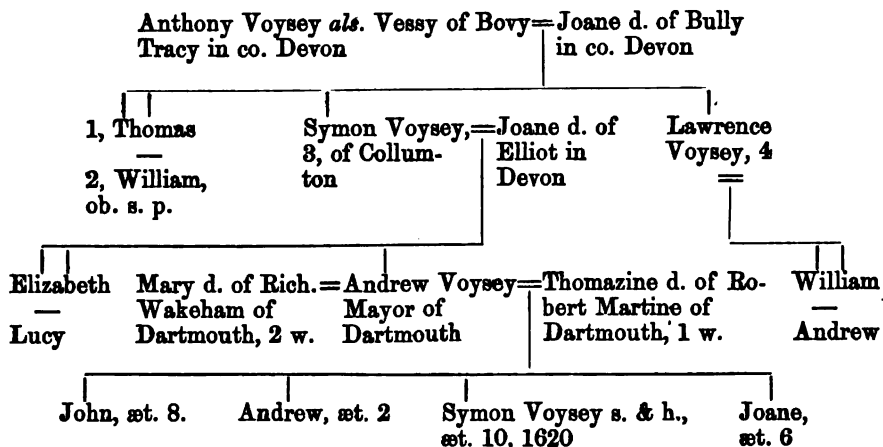 Anthony Voysey als. Vessy of Bovy=Joane d. of Bully
Tracy in co. Devon in co. Devon
1, Thomas
—
2, William,
ob. s. p.
Symon Voysey,=Joane d. of
3, of Collum- Elliot in
ton Devon
Lawrence
Voysey, 4
=
Elizabeth
—
Lucy
Mary d. of Rich.=Andrew Voysey=Thomazine d. of Ro-
Wakeham of Mayor of bert Martine of
Dartmouth, 2 w. Dartmouth Dartmouth, 1 w.
William
—
Andrew
John, æt. 8.
Andrew, æt. 2
Symon Voysey s. & h.,
æt. 10, 1620
Joane,
æt. 6